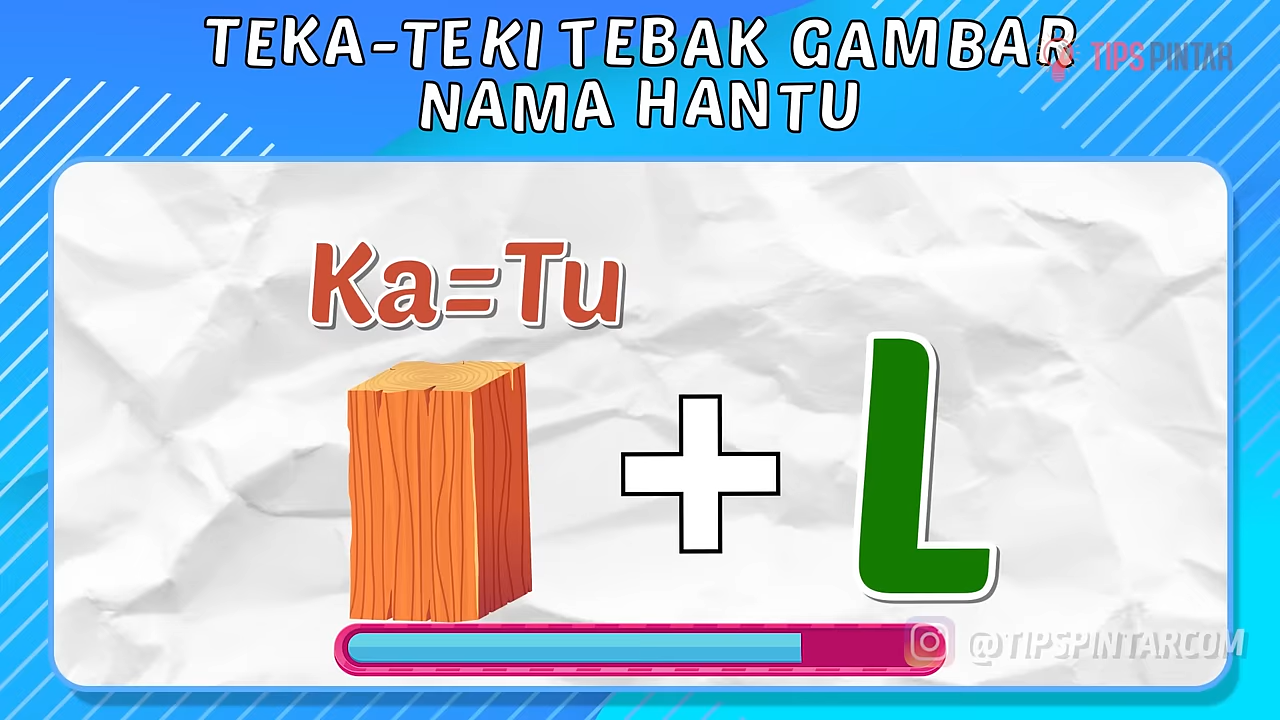 TEKA-TEKI TEBAK GAMBAR
NAMA HANTU
TIPS PINTAR
Ka=Tu
+ L
@TIPSPINTARCOM